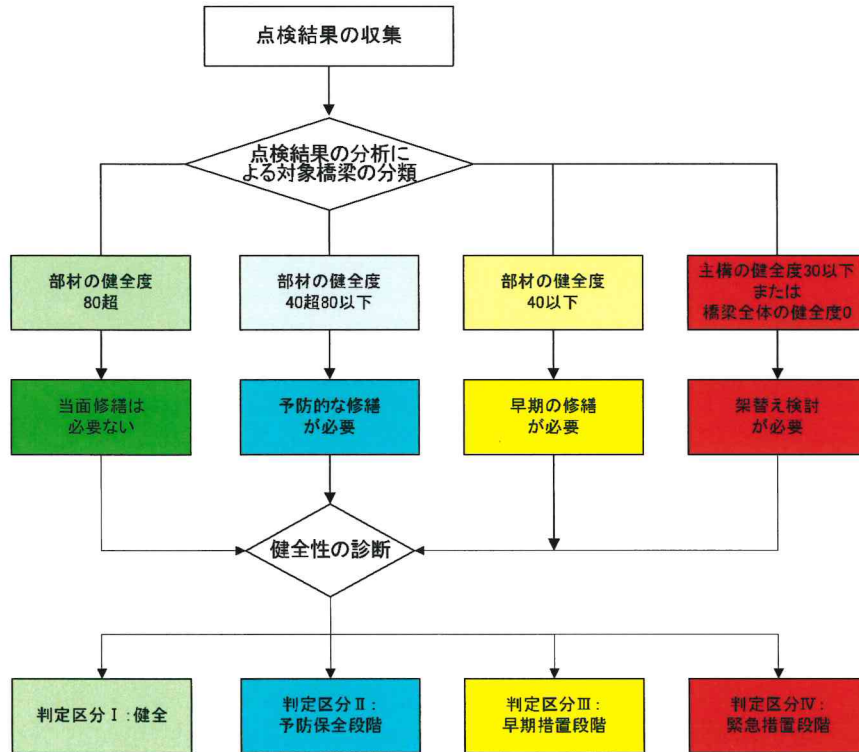 点検結果の収集
点検結果の分析に
よる対象橋梁の分類
部材の健全度
80超
部材の健全度
40超80以下
部材の健全度
40以下
主構の健全度30以下
または
橋梁全体の健全度0
当面修繕は
必要ない
予防的な修繕
が必要
早期の修繕
が必要
架替え検討
が必要
健全性の診断
判定区分Ⅰ:健全
判定区分Ⅱ:
予防保全段階
判定区分Ⅲ:
早期措置段階
判定区分Ⅳ:
緊急措置段階